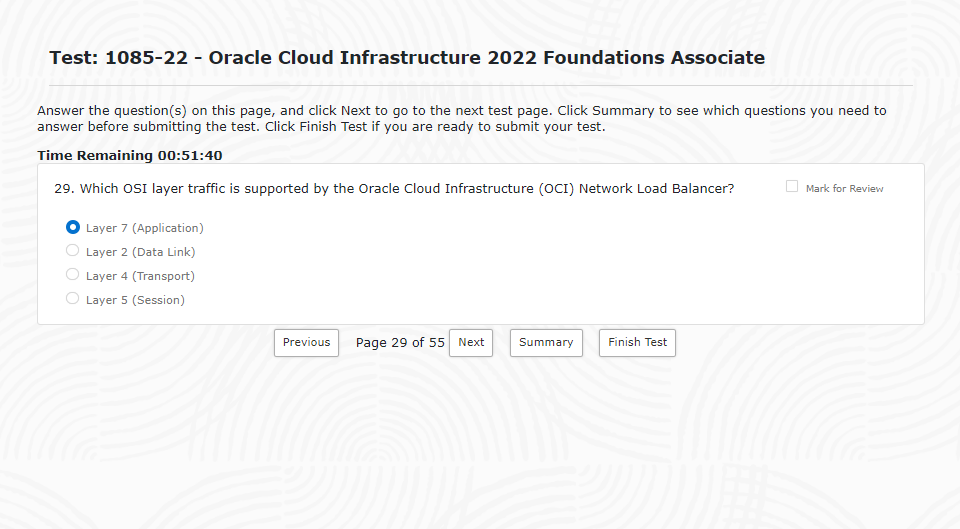 Test: 1085-22 - Oracle Cloud Infrastructure 2022 Foundations Associate
Answer the question(s) on this page, and click Next to go to the next test page. Click Summary to see which questions you need to
answer before submitting the test. Click Finish Test if you are ready to submit your test.
Time Remaining 00:51:40
29. Which OSI layer traffic is supported by the Oracle Cloud Infrastructure (OCI) Network Load Balancer?
Mark for Review
Layer 7 (Application)
Layer 2 (Data Link)
Layer 4 (Transport)
Layer 5 (Session)
Previous Page 29 of 55 Next Summary Finish Test